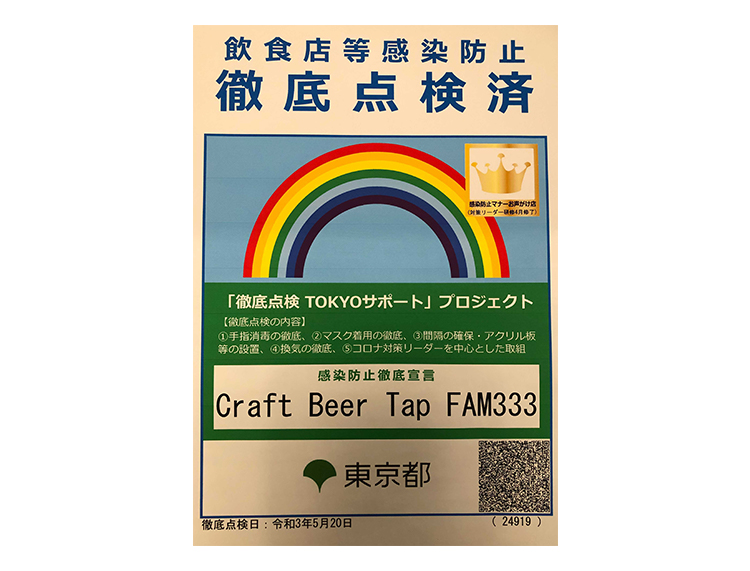 飲食店等感染防止
徹底点検済
感染防止マナーお声がけ店
(対策リーダー研修4月修了)
「徹底点検 TOKYOサポート」プロジェクト
【徹底点検の内容】
①手指消毒の徹底、②マスク着用の徹底、③間隔の確保・アクリル板
等の設置、④換気の徹底、⑤コロナ対策リーダーを中心とした取組
感染防止徹底宣言
Craft Beer Tap FAM333
東京都
徹底点検日：令和3年5月20日
( 24919 )